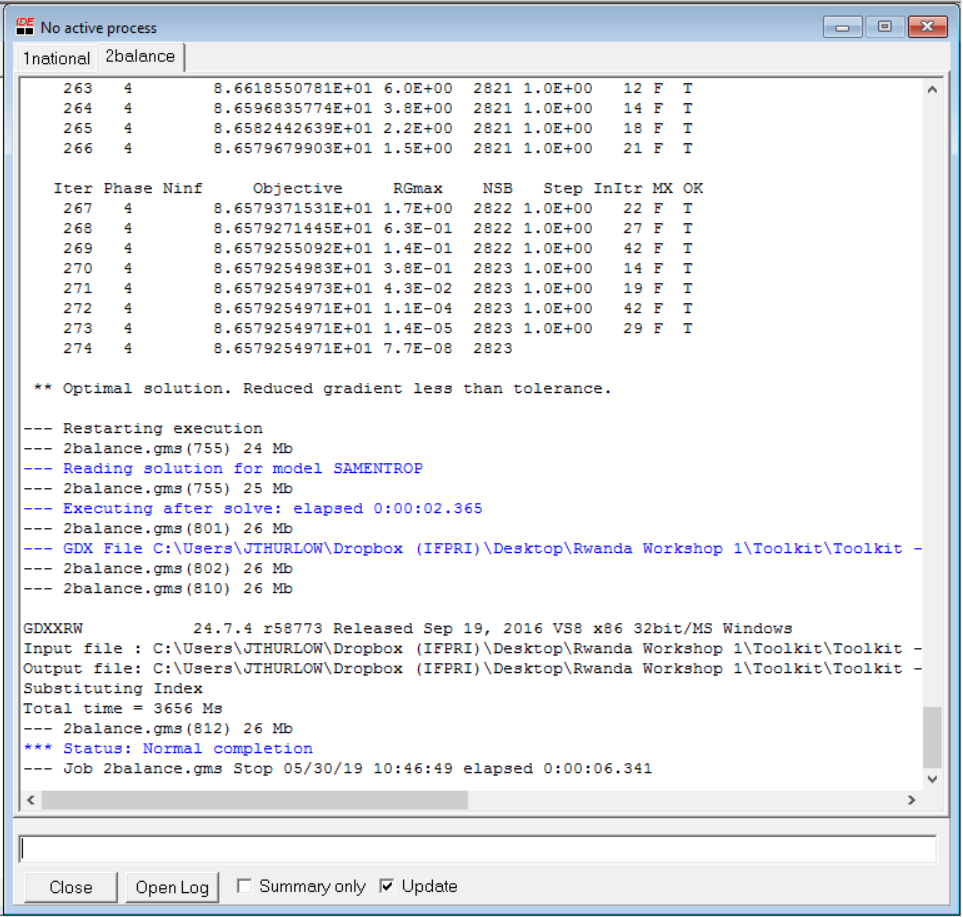 IDE No active process
1national 2balance
263 4 8.6618550781E+01 6.0E+00 2821 1.0E+00 12 F T
264 4 8.6596835774E+01 3.8E+00 2821 1.0E+00 14 F T
265 4 8.6582442639E+01 2.2E+00 2821 1.0E+00 18 F T
266 4 8.6579679903E+01 1.5E+00 2821 1.0E+00 21 F T
Iter Phase Ninf Objective RGmax NSB Step InItr MX OK
267 4 8.6579371531E+01 1.7E+00 2822 1.0E+00 22 F T
268 4 8.6579271445E+01 6.3E-01 2822 1.0E+00 27 F T
269 4 8.6579255092E+01 1.4E-01 2822 1.0E+00 42 F T
270 4 8.6579254983E+01 3.8E-01 2823 1.0E+00 14 F T
271 4 8.6579254973E+01 4.3E-02 2823 1.0E+00 19 F T
272 4 8.6579254971E+01 1.1E-04 2823 1.0E+00 42 F T
273 4 8.6579254971E+01 1.4E-05 2823 1.0E+00 29 F T
274 4 8.6579254971E+01 7.7E-08 2823
** Optimal solution. Reduced gradient less than tolerance.
--- Restarting execution
--- 2balance.gms(755) 24 Mb
--- Reading solution for model SAMENTROP
--- 2balance.gms(755) 25 Mb
--- Executing after solve: elapsed 0:00:02.365
--- 2balance.gms(801) 26 Mb
--- GDX File C:\Users\JTHURLOW\Dropbox (IFPRI)\Desktop\Rwanda Workshop 1\Toolkit\Toolkit -
--- 2balance.gms(802) 26 Mb
--- 2balance.gms(810) 26 Mb
GDXXRW 24.7.4 r58773 Released Sep 19, 2016 VS8 x86 32bit/MS Windows
Input file : C:\Users\JTHURLOW\Dropbox (IFPRI)\Desktop\Rwanda Workshop 1\Toolkit\Toolkit -
Output file: C:\Users\JTHURLOW\Dropbox (IFPRI)\Desktop\Rwanda Workshop 1\Toolkit\Toolkit -
Substituting Index
Total time = 3656 Ms
--- 2balance.gms(812) 26 Mb
*** Status: Normal completion
--- Job 2balance.gms Stop 05/30/19 10:46:49 elapsed 0:00:06.341
Close Open Log Summary only Update